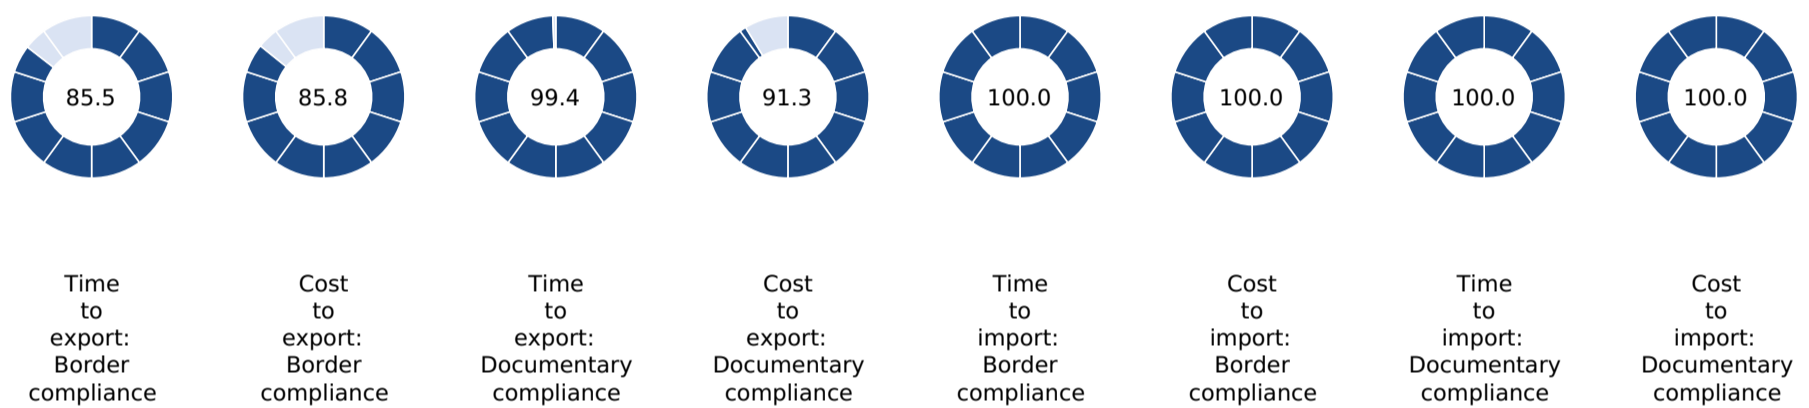 85.5
85.8
99.4
91.3
100.0
100.0
100.0
100.0
Time
to
export:
Border
compliance
Cost
to
export:
Border
compliance
Time
to
export:
Documentary
compliance
Cost
to
export:
Documentary
compliance
Time
to
import:
Border
compliance
Cost
to
import:
Border
compliance
Time
to
import:
Documentary
compliance
Cost
to
import:
Documentary
compliance